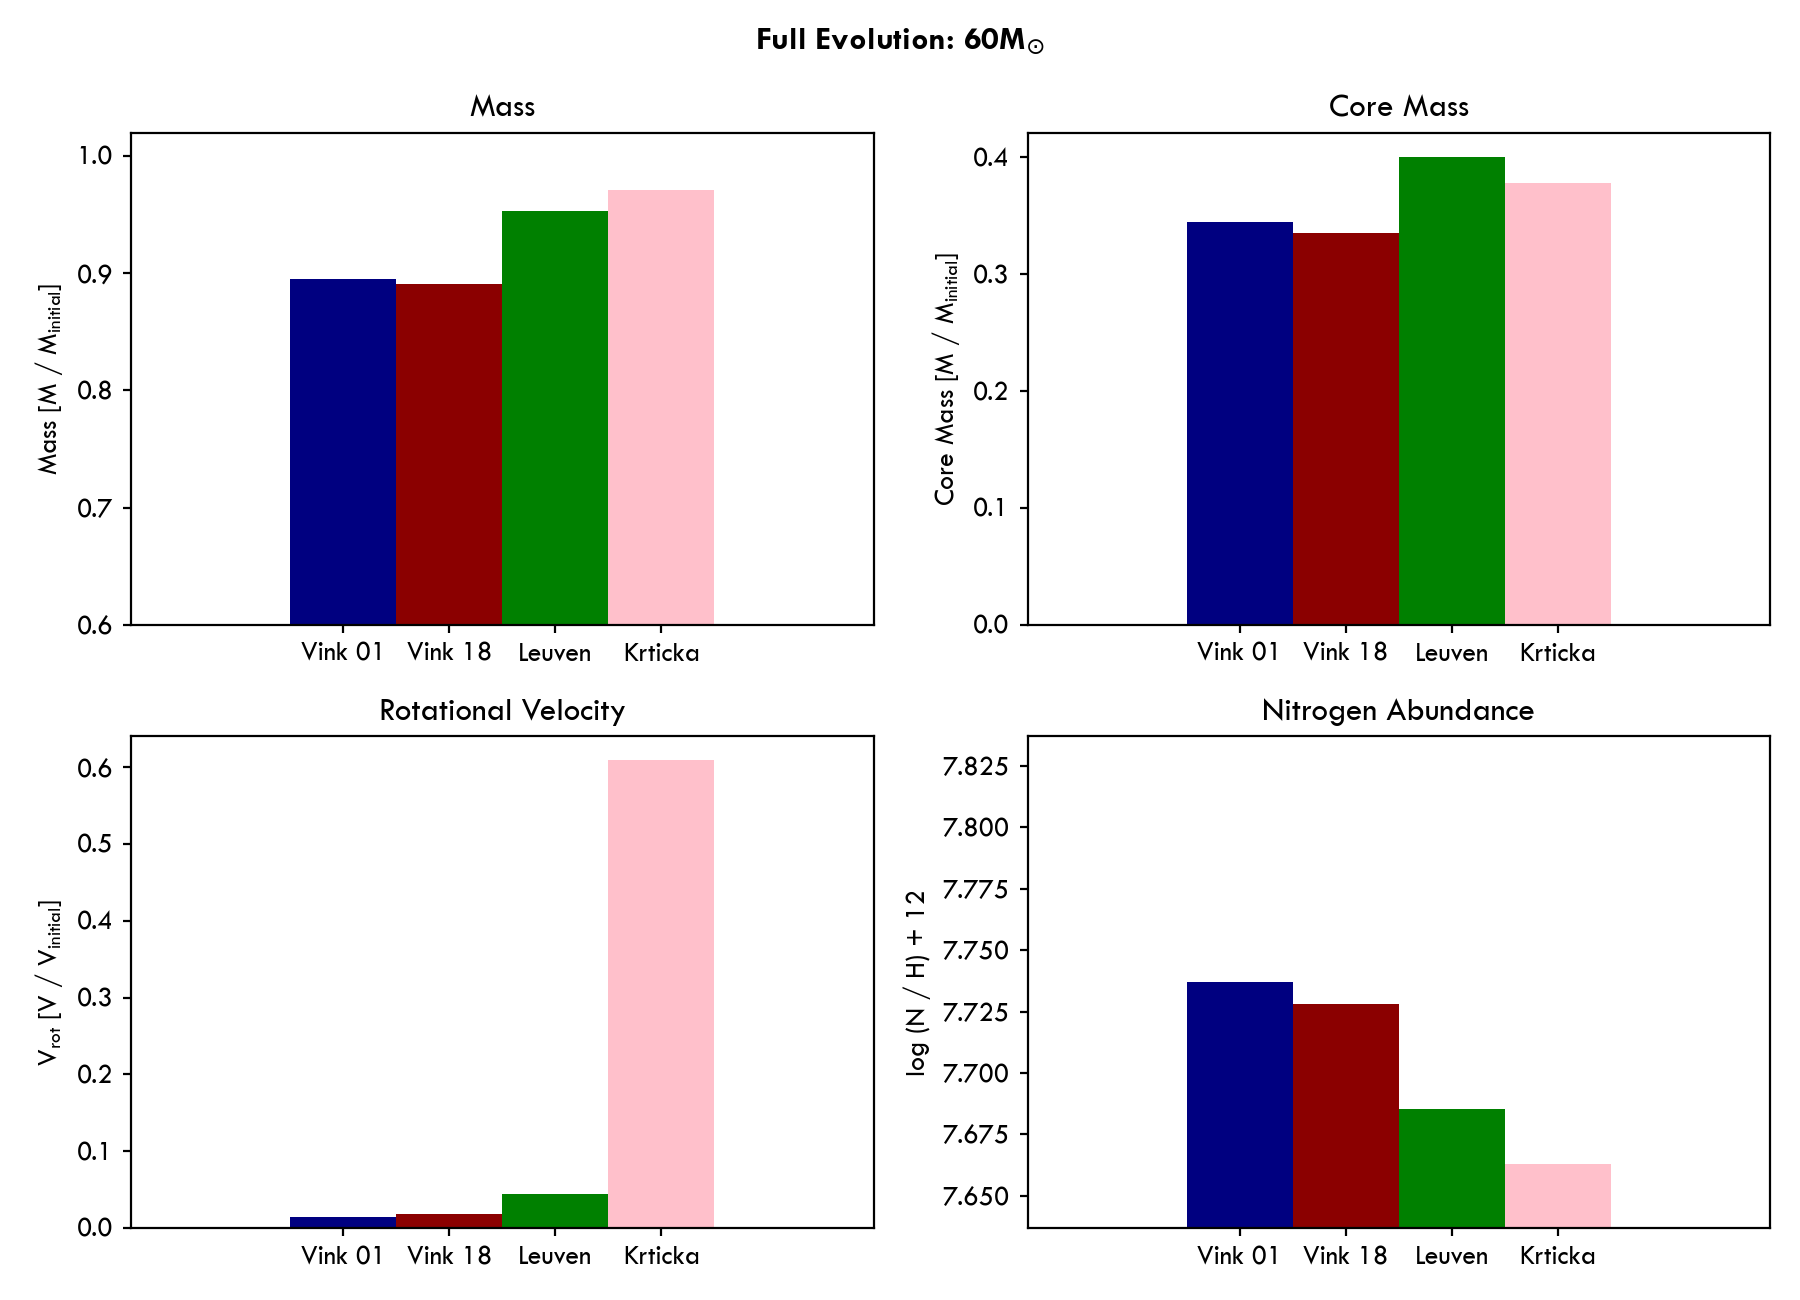 Full Evolution: 60M☉
Mass
Mass [M / Minitial]
1.0
0.9
0.8
0.7
0.6
Vink 01 Vink 18 Leuven Krticka
Core Mass
Core Mass [M / Minitial]
0.4
0.3
0.2
0.1
0.0
Vink 01 Vink 18 Leuven Krticka
Rotational Velocity
Vrot [V / Vinitial]
0.6
0.5
0.4
0.3
0.2
0.1
0.0
Vink 01 Vink 18 Leuven Krticka
Nitrogen Abundance
log (N / H) + 12
7.825
7.800
7.775
7.750
7.725
7.700
7.675
7.650
Vink 01 Vink 18 Leuven Krticka